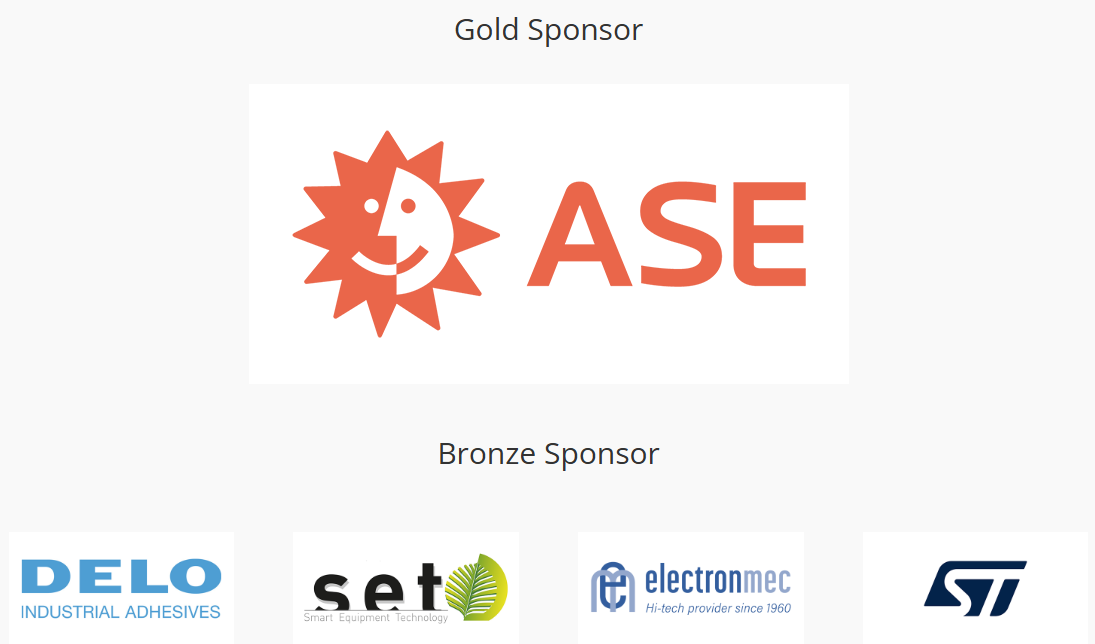 Gold Sponsor
ASE
Bronze Sponsor
DELO
INDUSTRIAL ADHESIVES
set
Smart Equipment Technology
electronmec
Hi-tech provider since 1960
ST